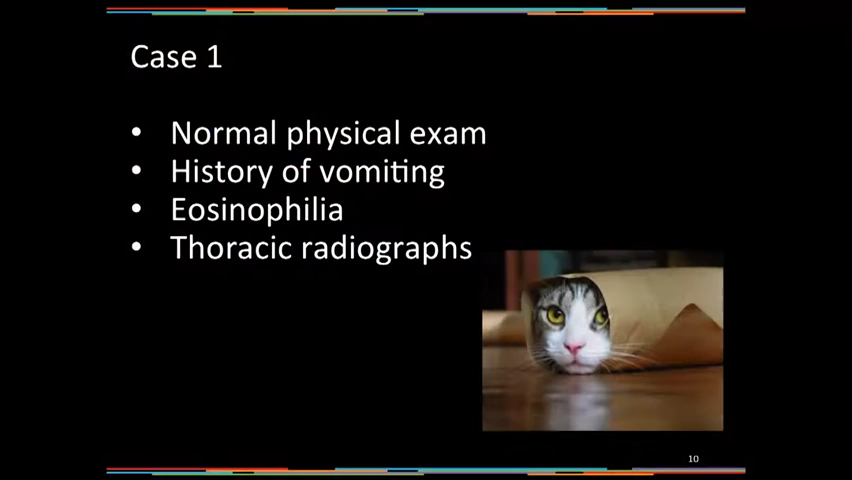 Case 1
• Normal physical exam
• History of vomiting
• Eosinophilia
• Thoracic radiographs
10